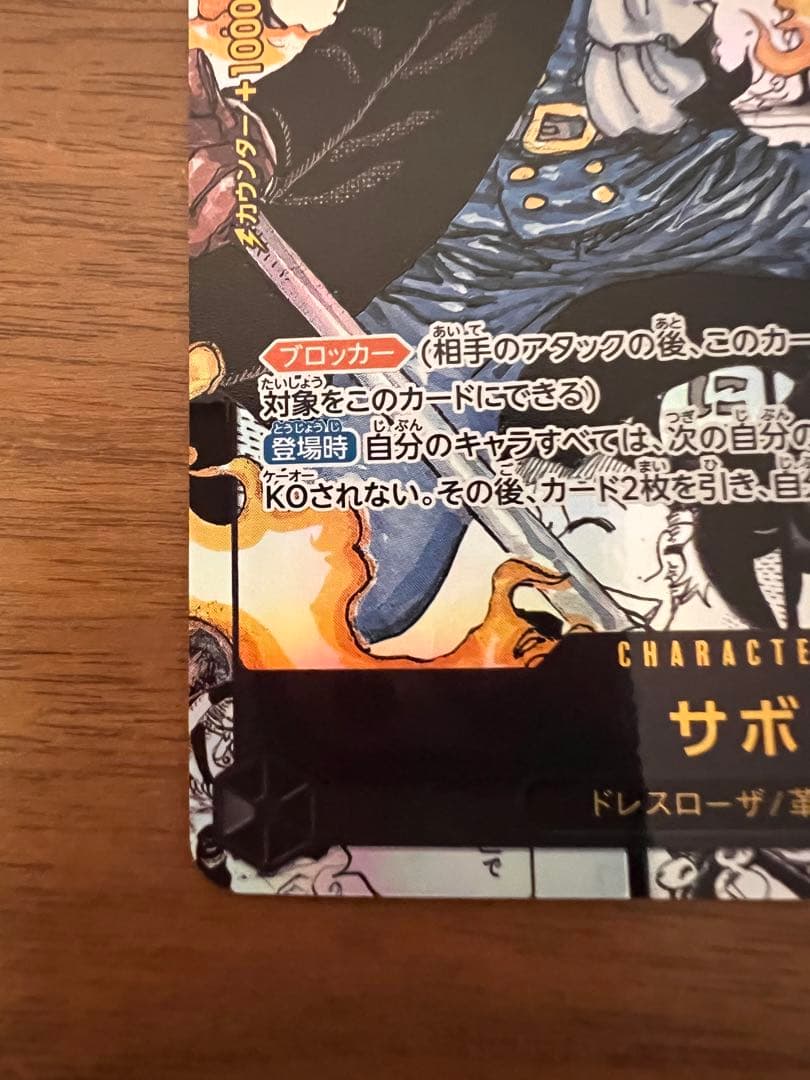 カウンター+1000
ブロッカー (相手のアタックの後、このカー
対象をこのカードにできる)
登場時 自分のキャラすべては、次の自分の
KOされない。その後、カード2枚を引き、自
CHARACTE
サボ
ドレスローザ/革
で